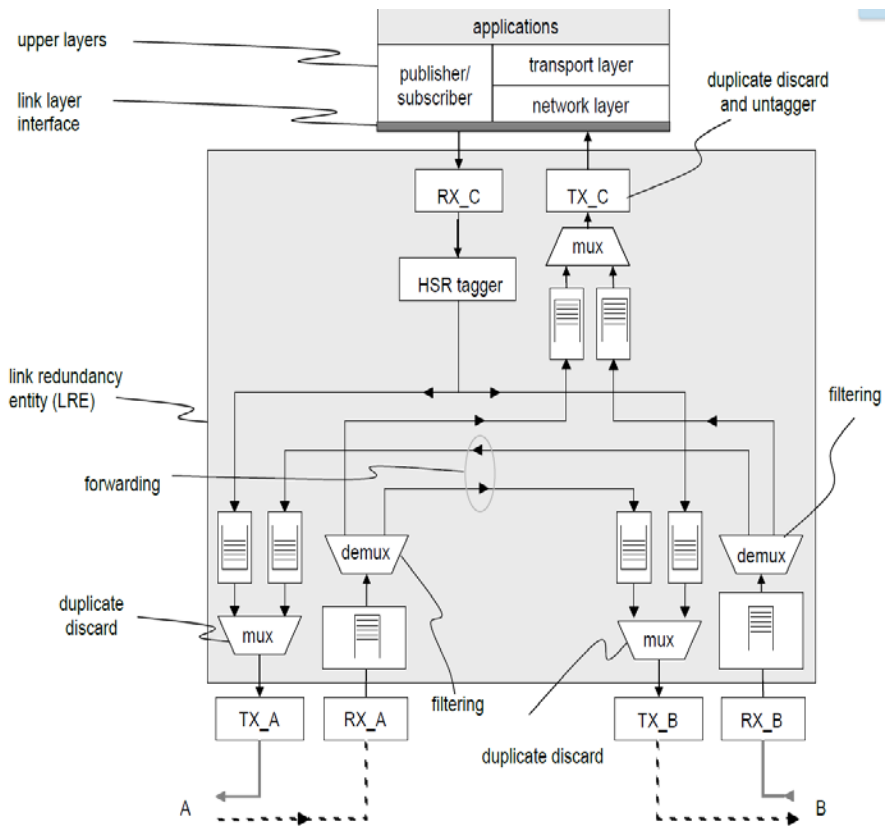 applications
upper layers
publisher/
subscriber
transport layer
network layer
duplicate discard
and untagger
link layer
interface
RX_C
TX_C
mux
HSR tagger
link redundancy
entity (LRE)
filtering
forwarding
demux
demux
duplicate
discard
mux
mux
filtering
TX_A
RX_A
TX_B
RX_B
duplicate discard
A
B